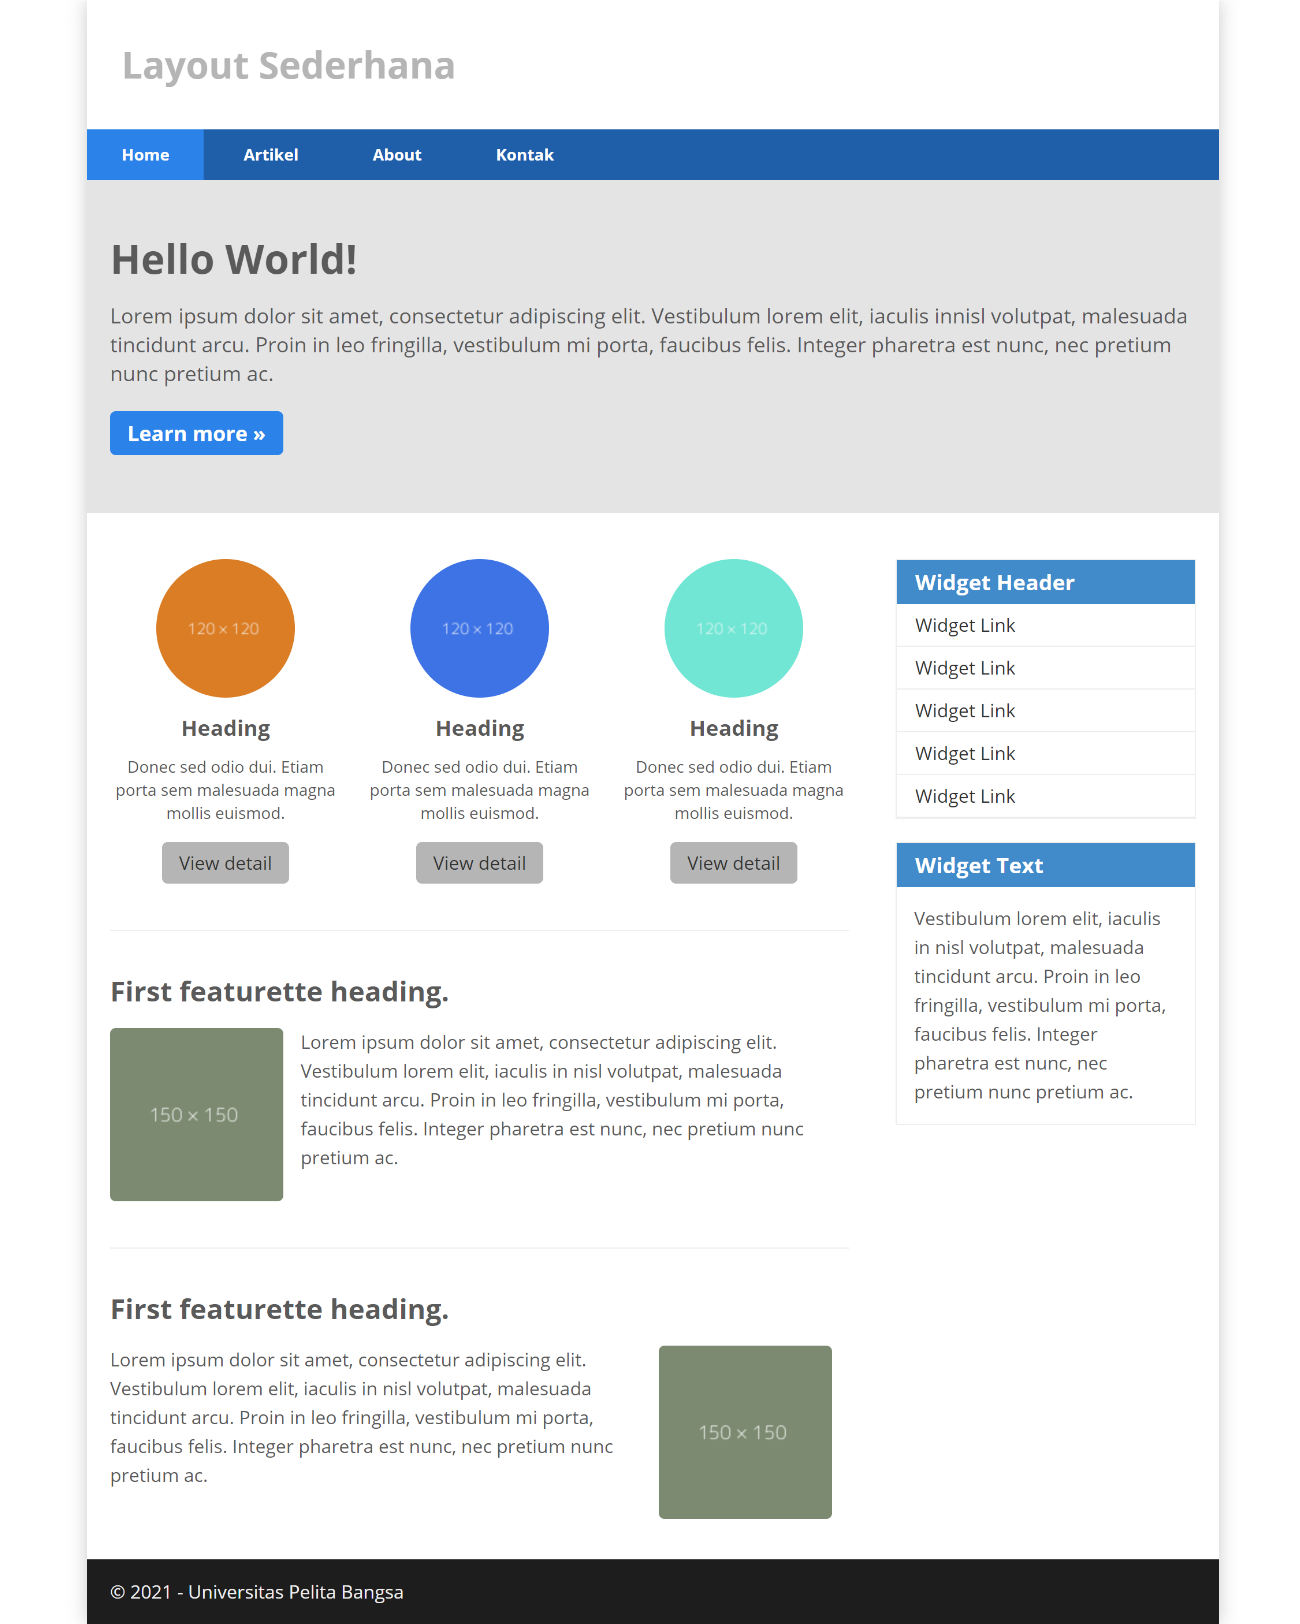 Layout Sederhana
Home Artikel About Kontak
Hello World!
Lorem ipsum dolor sit amet, consectetur adipiscing elit. Vestibulum lorem elit, iaculis innisl volutpat, malesuada
tincidunt arcu. Proin in leo fringilla, vestibulum mi porta, faucibus felis. Integer pharetra est nunc, nec pretium
nunc pretium ac.
Learn more »
120 × 120
Heading
Donec sed odio dui. Etiam
porta sem malesuada magna
mollis euismod.
View detail
120 × 120
Heading
Donec sed odio dui. Etiam
porta sem malesuada magna
mollis euismod.
View detail
120 × 120
Heading
Donec sed odio dui. Etiam
porta sem malesuada magna
mollis euismod.
View detail
First featurette heading.
150 × 150
Lorem ipsum dolor sit amet, consectetur adipiscing elit.
Vestibulum lorem elit, iaculis in nisl volutpat, malesuada
tincidunt arcu. Proin in leo fringilla, vestibulum mi porta,
faucibus felis. Integer pharetra est nunc, nec pretium nunc
pretium ac.
First featurette heading.
Lorem ipsum dolor sit amet, consectetur adipiscing elit.
Vestibulum lorem elit, iaculis in nisl volutpat, malesuada
tincidunt arcu. Proin in leo fringilla, vestibulum mi porta,
faucibus felis. Integer pharetra est nunc, nec pretium nunc
pretium ac.
150 × 150
Widget Header
Widget Link
Widget Link
Widget Link
Widget Link
Widget Link
Widget Text
Vestibulum lorem elit, iaculis
in nisl volutpat, malesuada
tincidunt arcu. Proin in leo
fringilla, vestibulum mi porta,
faucibus felis. Integer
pharetra est nunc, nec
pretium nunc pretium ac.
© 2021 - Universitas Pelita Bangsa